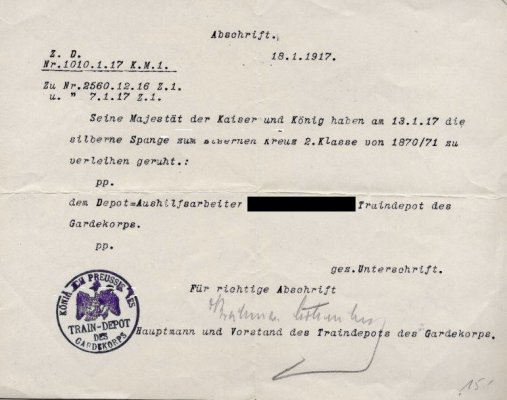 Abschrift.
Z. D.
18.1.1917.
Nr.1010.1.17 K.M.1.
Zu Nr.2560.12.16 Z.1.
u. " 7.1.17 Z.1.
Seine Majestät der Kaiser und König haben am 13.1.17 die
silberne Spange zum eisernen Kreuz 2.Klasse von 1870/71 zu
verleihen geruht.:
pp.
dem Depot=Aushilfsarbeiter Traindepot des
Gardekorps.
pp.
gez.Unterschrift.
Für richtige Abschrift
Hauptmann und Vorstand des Traindepots des Gardekorps.
KÖNIGLICH PREUSSISCHES
TRAIN-DEPOT
DES
GARDEKORPS
15.-